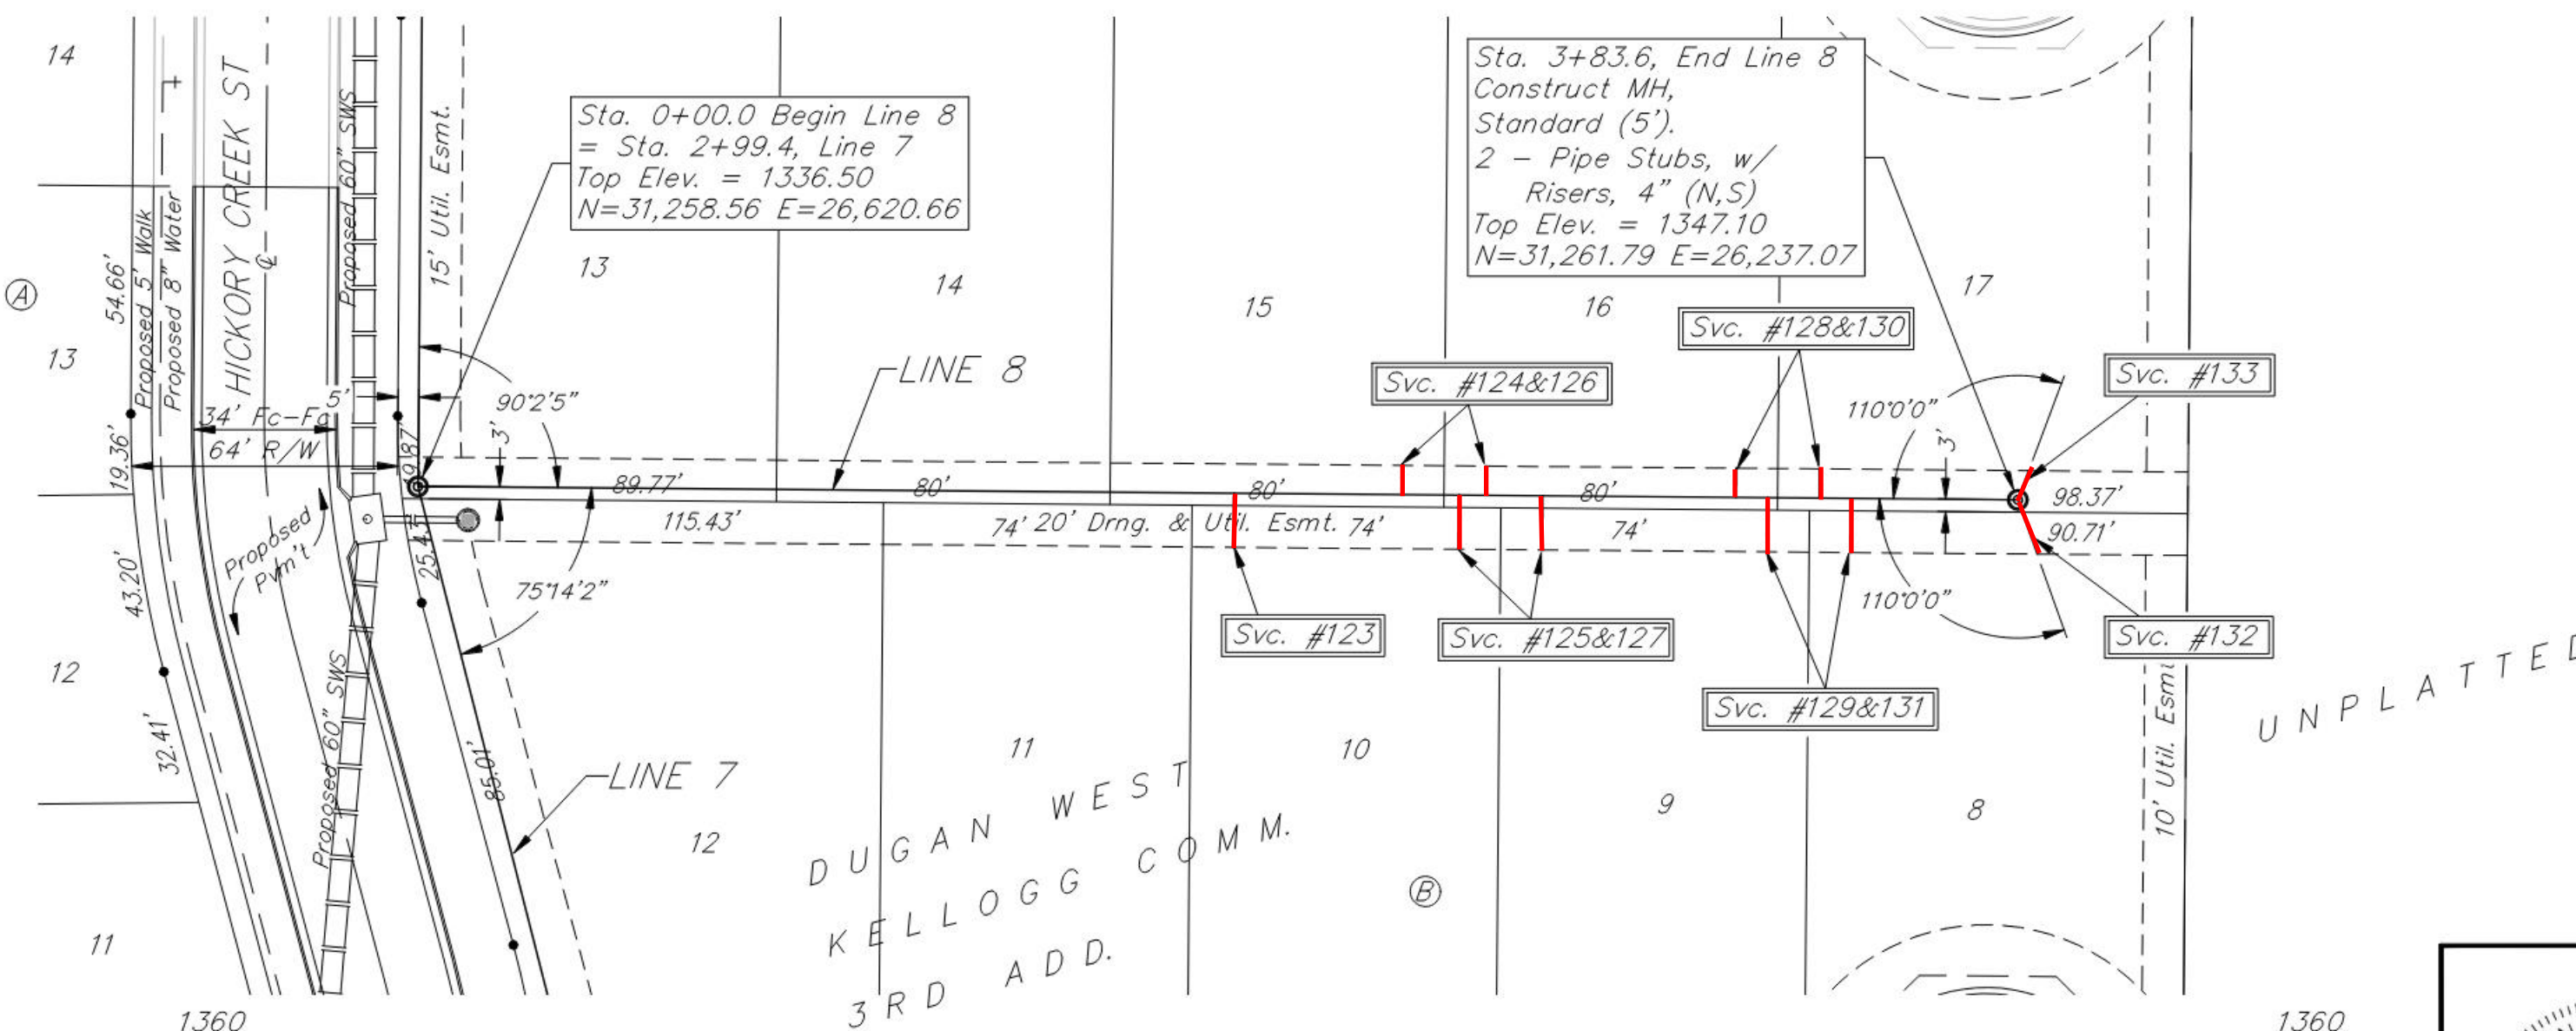 14
HICKORY CREEK ST
Proposed 60" SWS
15' Util. Esmt.
Sta. 0+00.0 Begin Line 8
= Sta. 2+99.4, Line 7
Top Elev. = 1336.50
N=31,258.56 E=26,620.66
Sta. 3+83.6, End Line 8
Construct MH,
Standard (5').
2 - Pipe Stubs, w/
Risers, 4" (N,S)
Top Elev. = 1347.10
N=31,261.79 E=26,237.07
A
54.66'
Proposed 5' Walk
Proposed 8" Water
13
13
14
15
16
17
Svc. #128&130
Svc. #124&126
Svc. #133
LINE 8
5'
90°2'5"
34' Fc-Fc
64' R/W
19.36'
19.87'
3'
110°0'0"
3'
89.77'
80'
80'
80'
98.37'
115.43'
74'
20' Drng. & Util. Esmt.
74'
74'
90.71'
Proposed
Pvm't
25.45'
43.20'
75°14'2"
110°0'0"
Svc. #123
Svc. #125&127
Svc. #132
Svc. #129&131
12
32.41'
Proposed 60" SWS
85.01'
LINE 7
12
11
10
9
8
10' Util. Esmt.
UNPLATTED
DUGAN WEST
KELLOGG COMM.
3RD ADD.
B
11
1360
1360